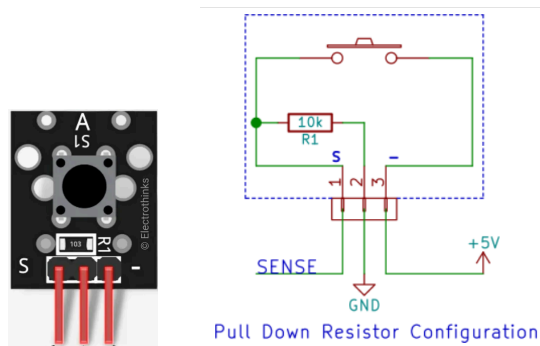 A
S1
© Electrothinks
103
R1
S
-
10k
R1
S
-
1
2
3
SENSE
GND
+5V
Pull Down Resistor Configuration